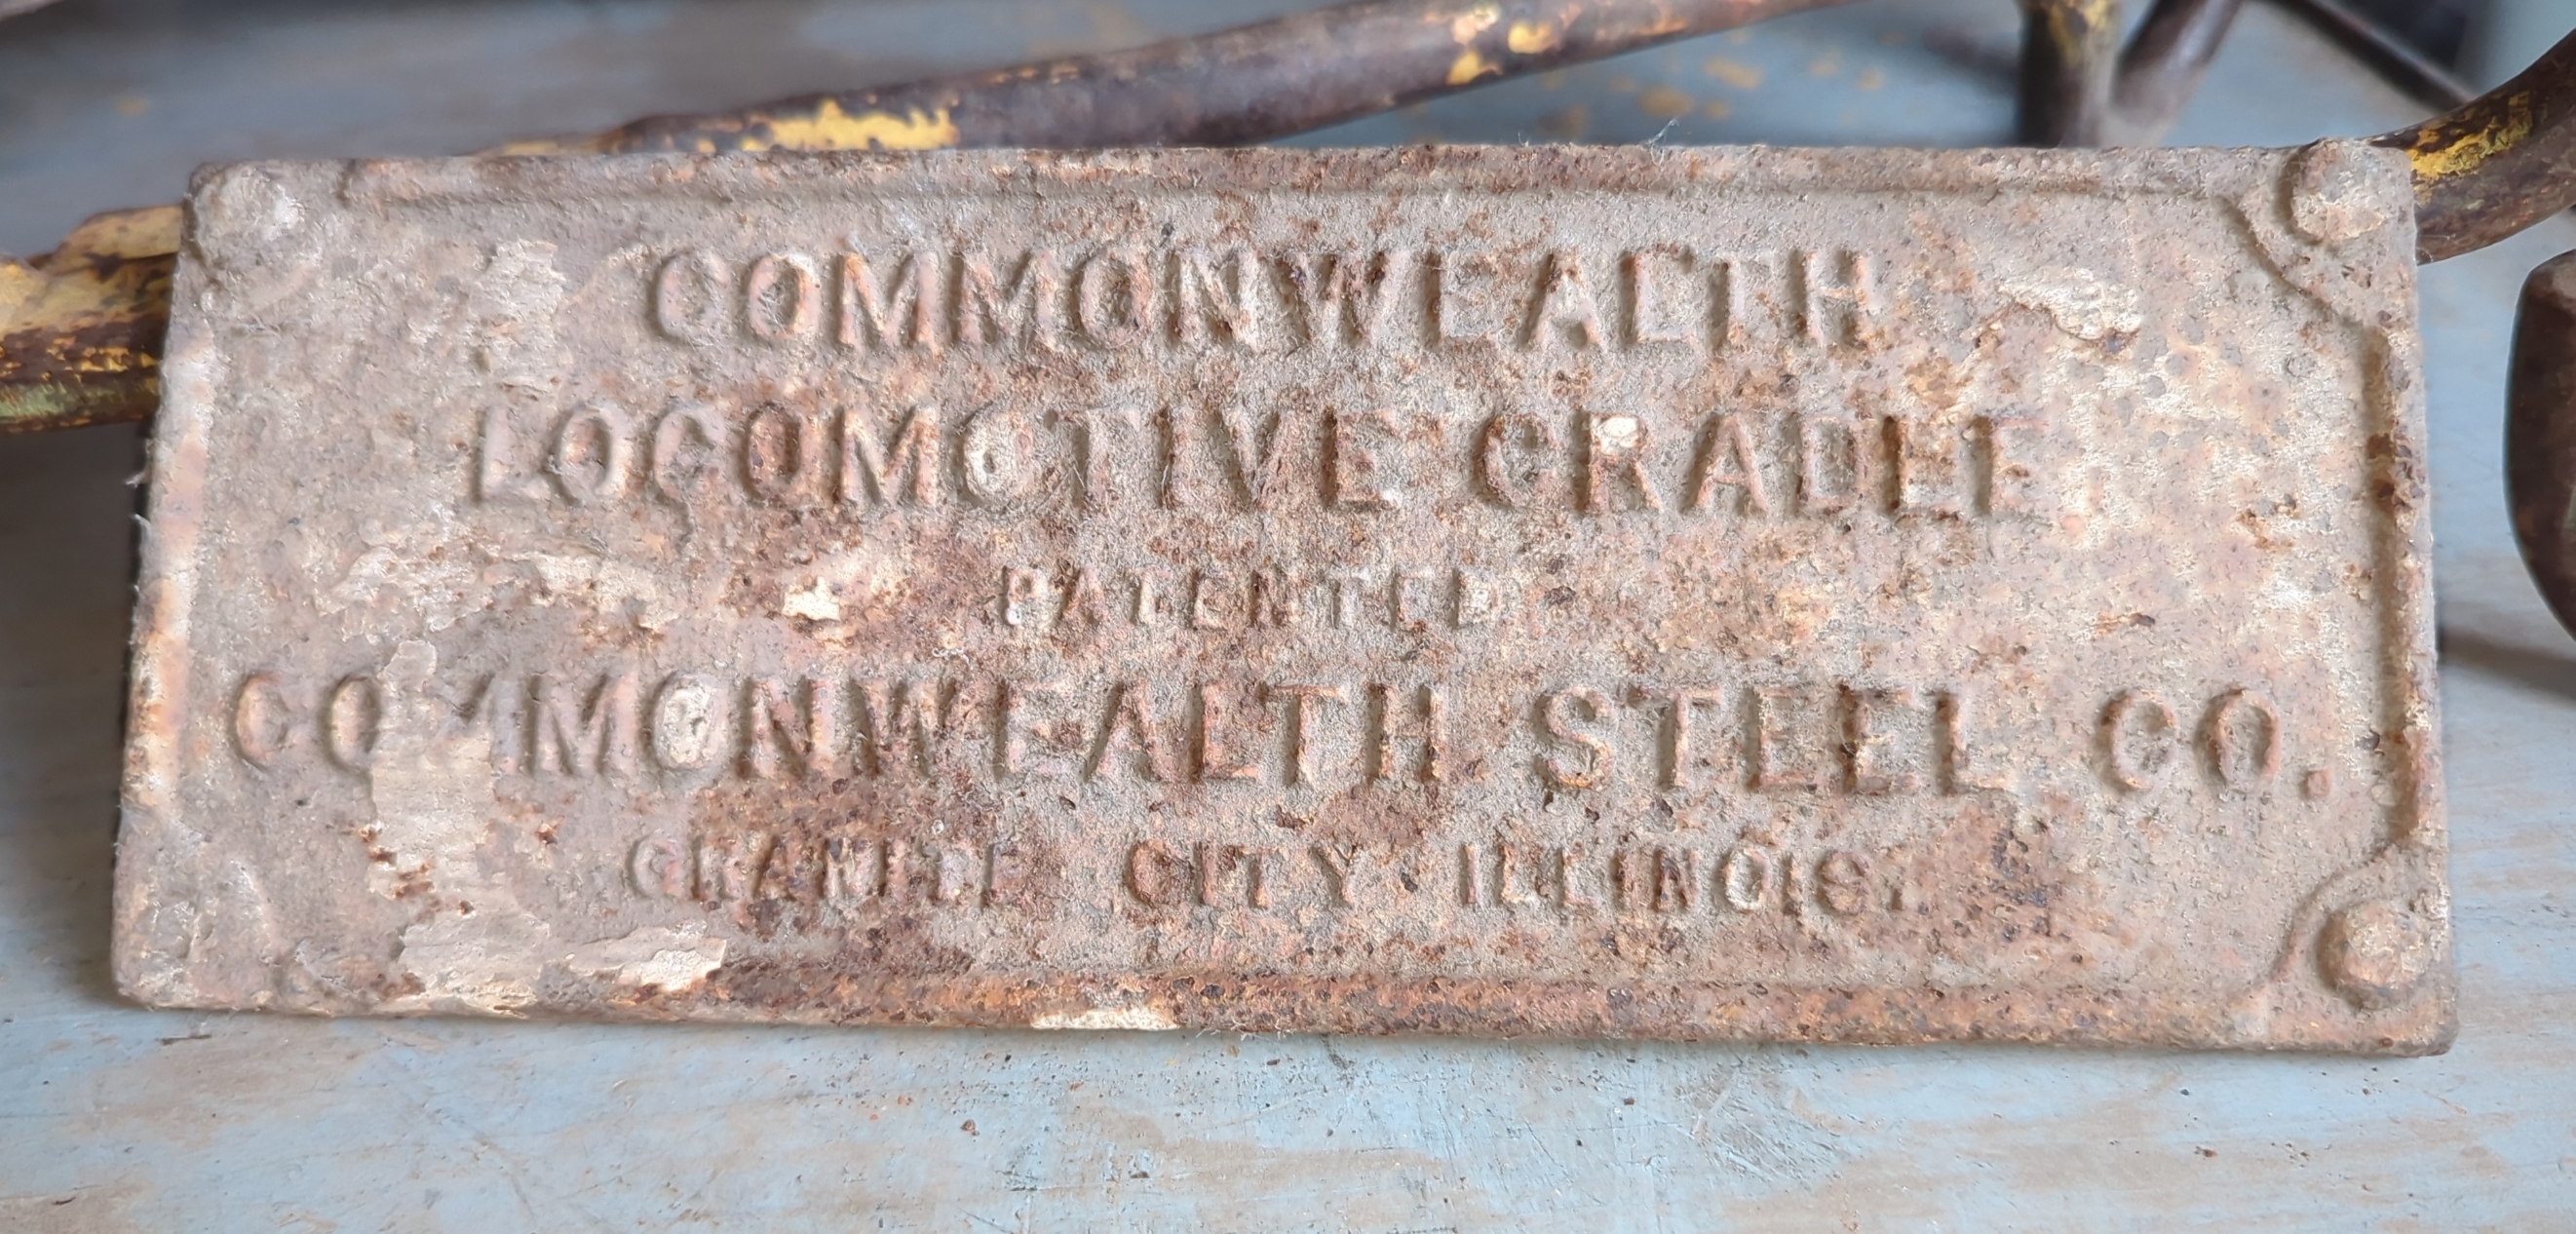 COMMONWEALTH
LOCOMOTIVE CRADLE
PATENTED
COMMONWEALTH STEEL CO.
GRANITE CITY, ILLINOIS.